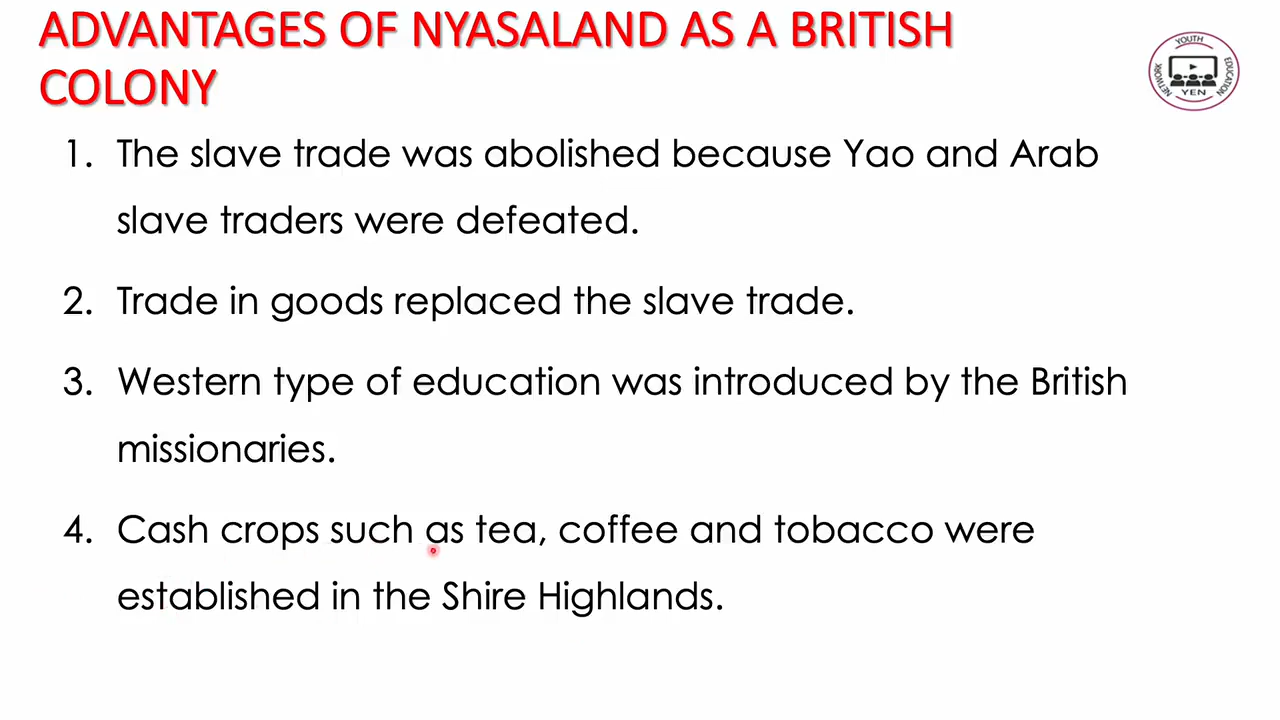 ADVANTAGES OF NYASALAND AS A BRITISH
COLONY
YOUTH
EDUCATION
NETWORK
YEN
1. The slave trade was abolished because Yao and Arab
slave traders were defeated.
2. Trade in goods replaced the slave trade.
3. Western type of education was introduced by the British
missionaries.
4. Cash crops such as tea, coffee and tobacco were
established in the Shire Highlands.